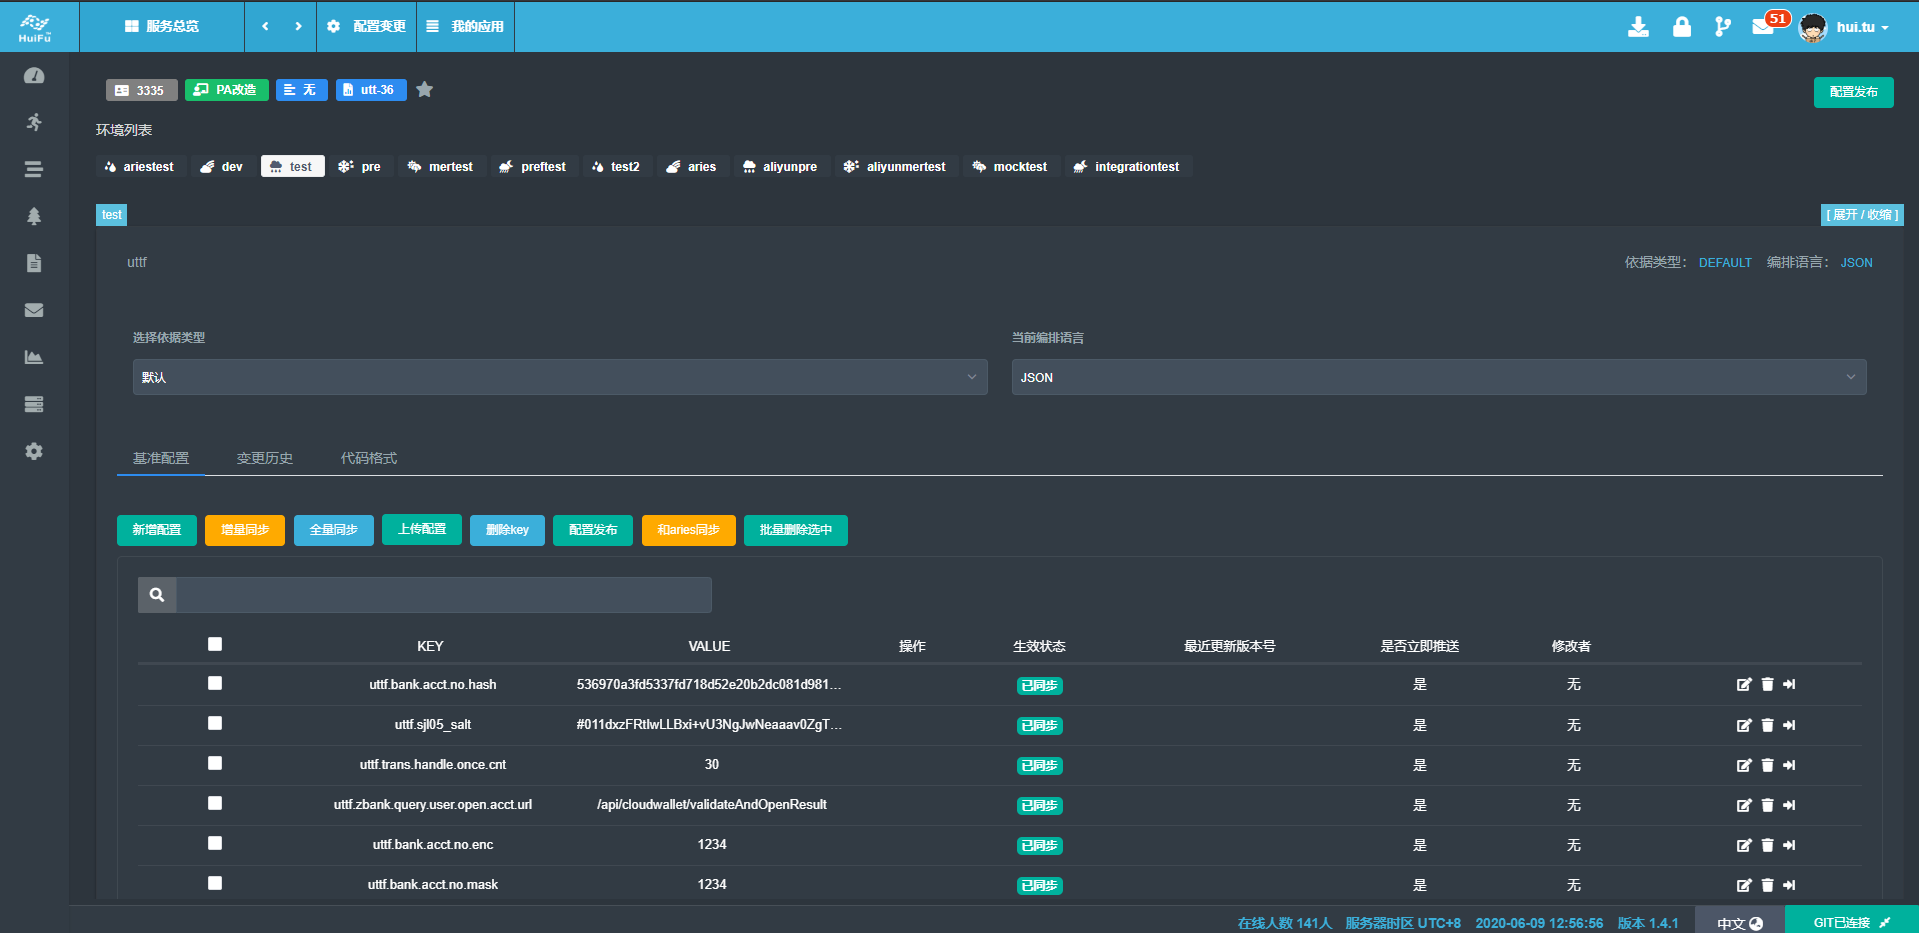 HuiFu
服务总览
配置变更
我的应用
51
hui.tu
3335
PA改造
无
utt-36
配置发布
环境列表
ariestest
dev
test
pre
mertest
preftest
test2
aries
aliyunpre
aliyunmertest
mocktest
integrationtest
test
[ 展开 / 收缩 ]
uttf
依据类型: DEFAULT 编排语言: JSON
选择依据类型
当前编排语言
默认
JSON
基准配置
变更历史
代码格式
新增配置
增量同步
全量同步
上传配置
删除key
配置发布
和aries同步
批量删除选中
KEY VALUE 操作 生效状态 最近更新版本号 是否立即推送 修改者
uttf.bank.acct.no.hash 536970a3fd5337fd718d52e20b2dc081d981... 已同步 是 无
uttf.sjl05_salt #011dxzFRtlwLLBxi+vU3NgJwNeaaav0ZgT... 已同步 是 无
uttf.trans.handle.once.cnt 30 已同步 是 无
uttf.zbank.query.user.open.acct.url /api/cloudwallet/validateAndOpenResult 已同步 是 无
uttf.bank.acct.no.enc 1234 已同步 是 无
uttf.bank.acct.no.mask 1234 已同步 是 无
在线人数 141人 服务器时区 UTC+8 2020-06-09 12:56:56 版本 1.4.1
中文
GIT已连接